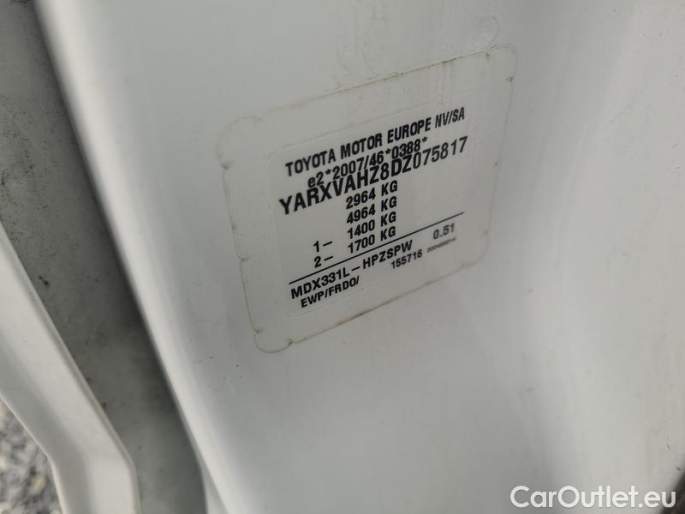 TOYOTA MOTOR EUROPE NV/SA
e2*2007/46*0388*
YARXVAHZ8DZ075817
2964 KG
4964 KG
1- 1400 KG
2- 1700 KG
MDX331L-HPZSPW 0.51
EWP/FRDO/ 155716
CarOutlet.eu